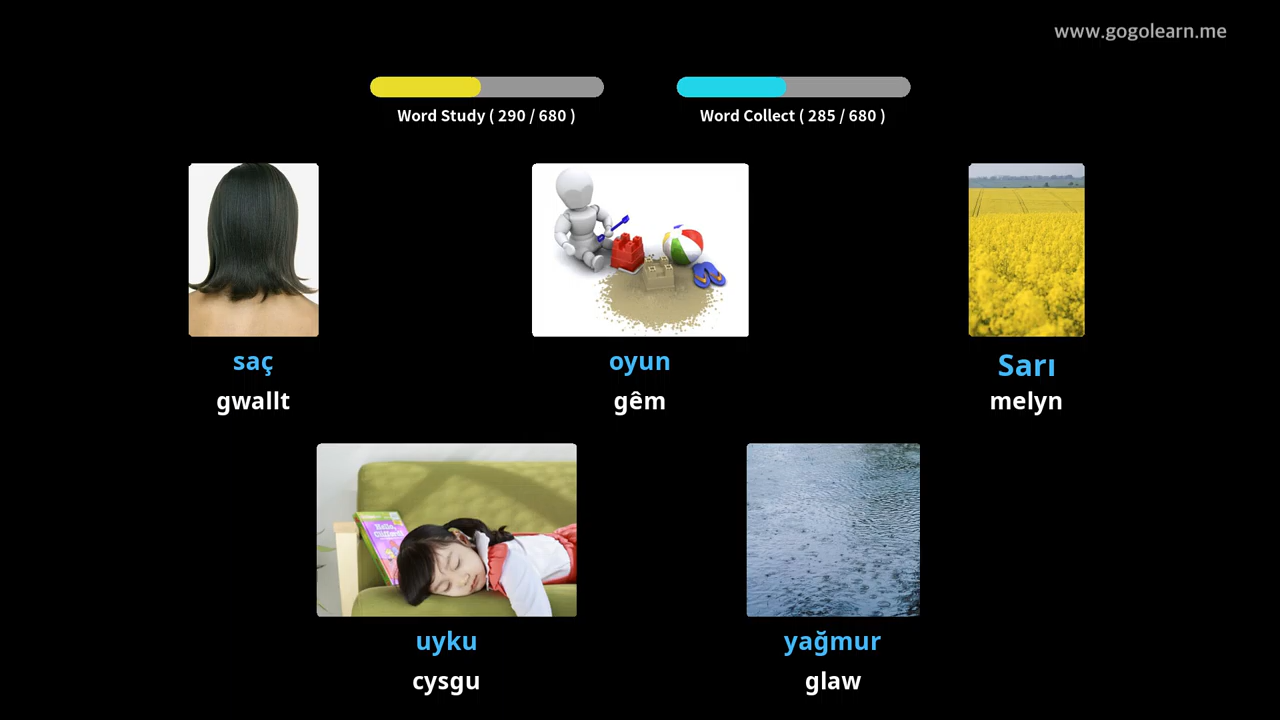 www.gogolearn.me
Word Study ( 290 / 680 )
Word Collect ( 285 / 680 )
saç
gwallt
oyun
gêm
Sarı
melyn
uyku
cysgu
yağmur
glaw